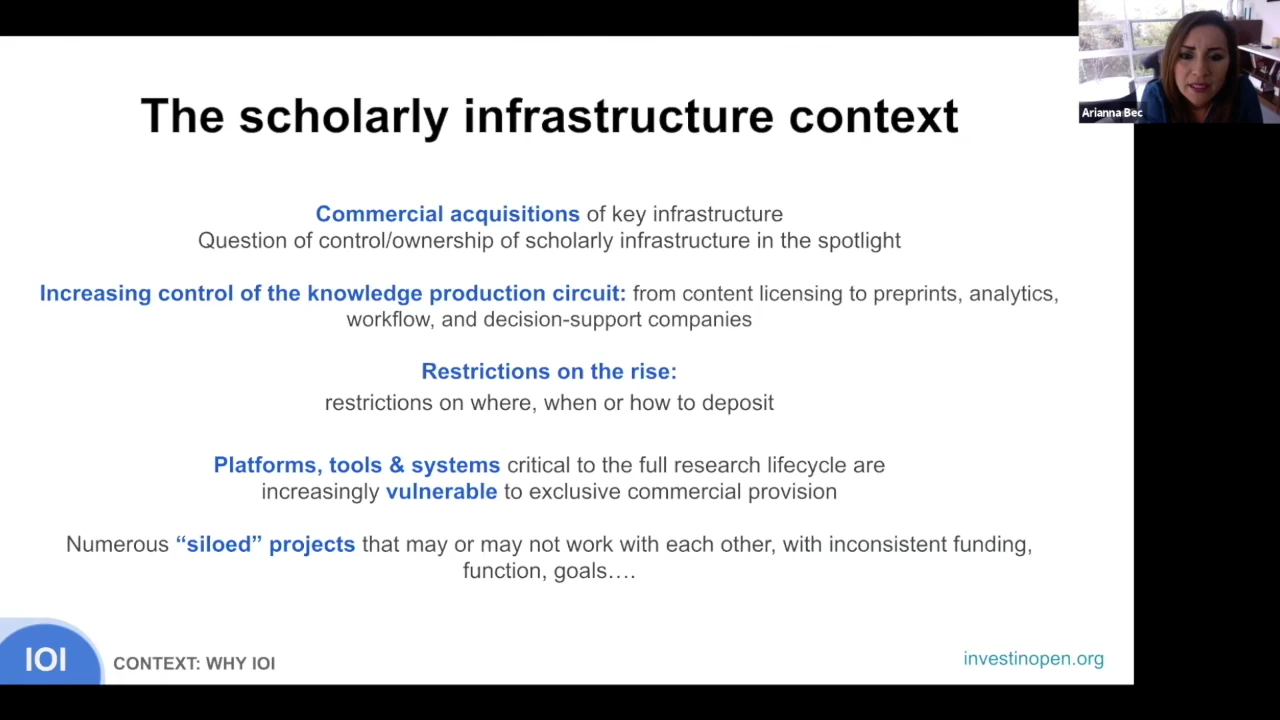 The scholarly infrastructure context
Arianna Bec
Commercial acquisitions of key infrastructure
Question of control/ownership of scholarly infrastructure in the spotlight
Increasing control of the knowledge production circuit: from content licensing to preprints, analytics,
workflow, and decision-support companies
Restrictions on the rise:
restrictions on where, when or how to deposit
Platforms, tools & systems critical to the full research lifecycle are
increasingly vulnerable to exclusive commercial provision
Numerous “siloed” projects that may or may not work with each other, with inconsistent funding,
function, goals….
IOI
CONTEXT: WHY IOI
investinopen.org